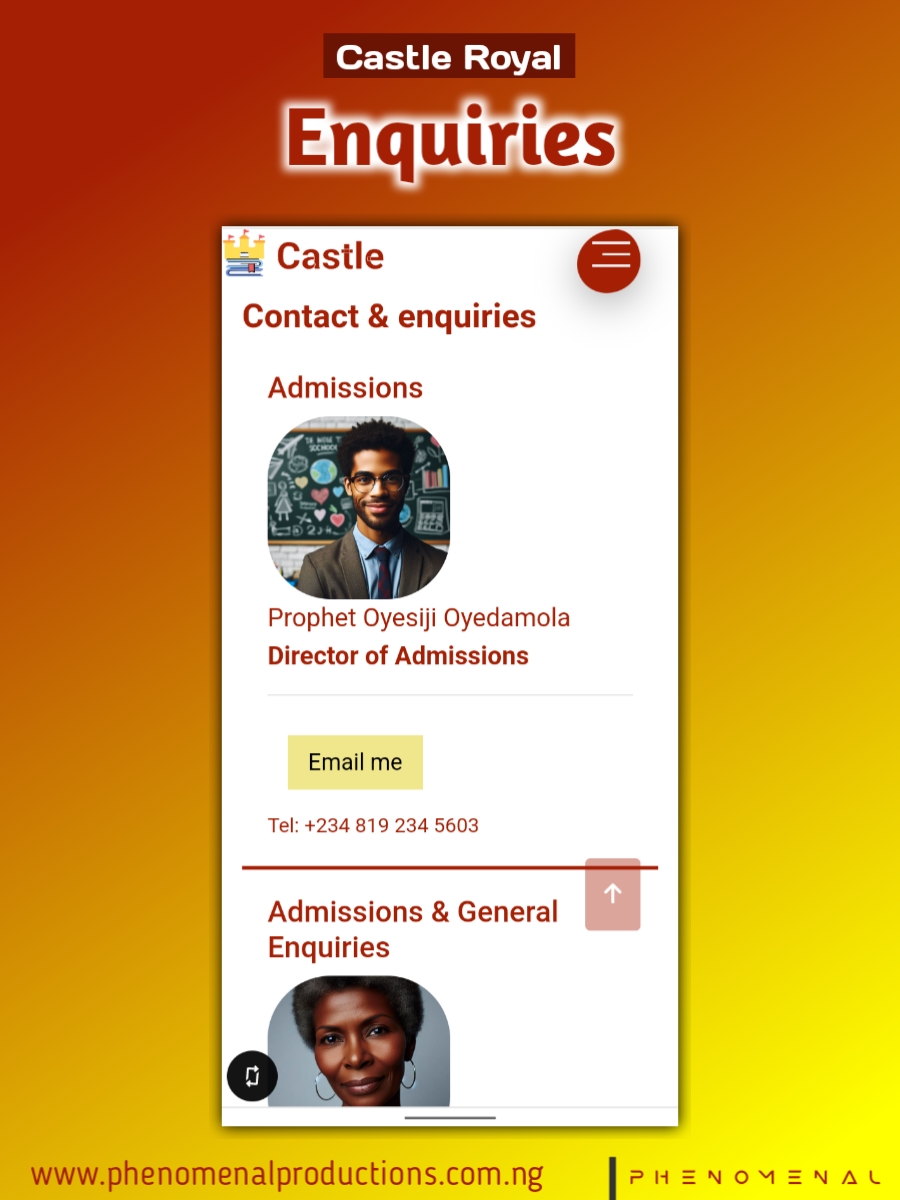 Castle Royal
Enquiries
Castle
Contact & enquiries
Admissions
Prophet Oyesiji Oyedamola
Director of Admissions
Email me
Tel: +234 819 234 5603
Admissions & General
Enquiries
www.phenomenalproductions.com.ng
PHENOMENAL